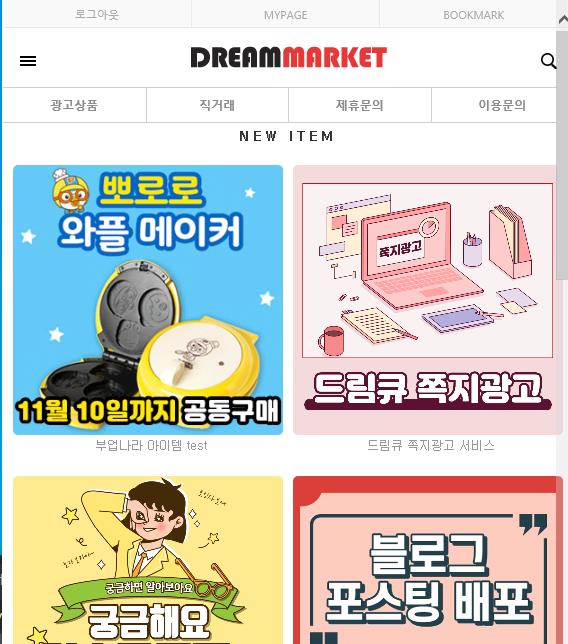 로그아웃
MYPAGE
BOOKMARK
DREAMMARKET
광고상품
직거래
제휴문의
이용문의
NEW ITEM
뽀로로
와플 메이커
11월 10일까지 공동구매
부업나라 아이템 test
쪽지광고
드림큐 쪽지광고
드림큐 쪽지광고 서비스
궁금하면 알아보아요
궁금해요
블로그
포스팅 배포